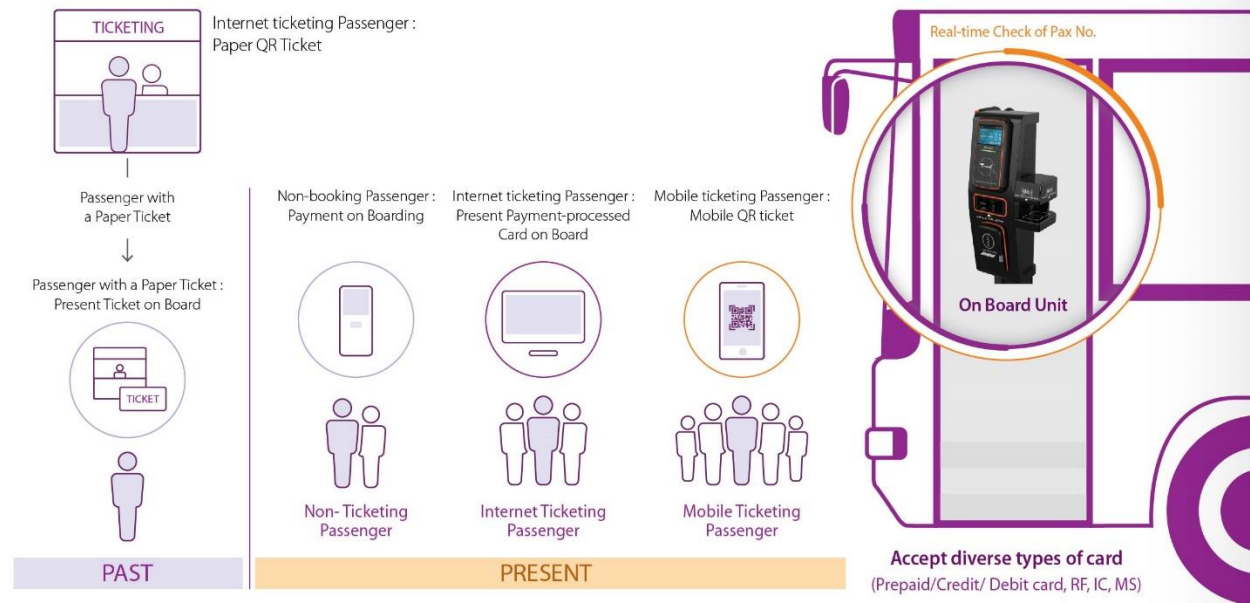 TICKETING
Internet ticketing Passenger :
Paper QR Ticket
Passenger with
a Paper Ticket
Passenger with a Paper Ticket :
Present Ticket on Board
TICKET
PAST
Non-booking Passenger :
Payment on Boarding
Non- Ticketing
Passenger
Internet ticketing Passenger :
Present Payment-processed
Card on Board
Internet Ticketing
Passenger
Mobile ticketing Passenger :
Mobile QR ticket
Mobile Ticketing
Passenger
PRESENT
Real-time Check of Pax No.
On Board Unit
Accept diverse types of card
(Prepaid/Credit/ Debit card, RF, IC, MS)